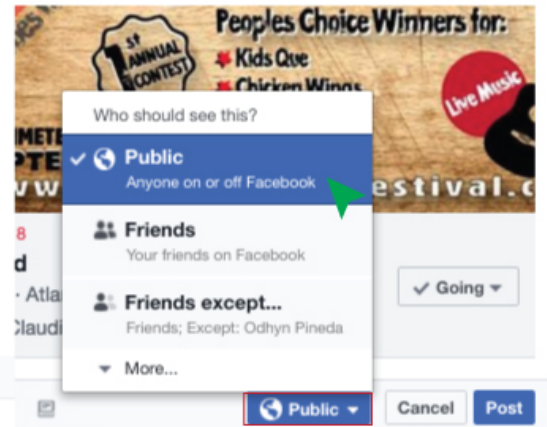 Peoples Choice Winners for:
1st
ANNUAL
CONTEST
Kids Que
Chicken Wings
Live Music
Who should see this?
Public
Anyone on or off Facebook
estival.c
Friends
Your friends on Facebook
Going
Friends except...
Friends; Except: Odhyn Pineda
More...
Public
Cancel
Post